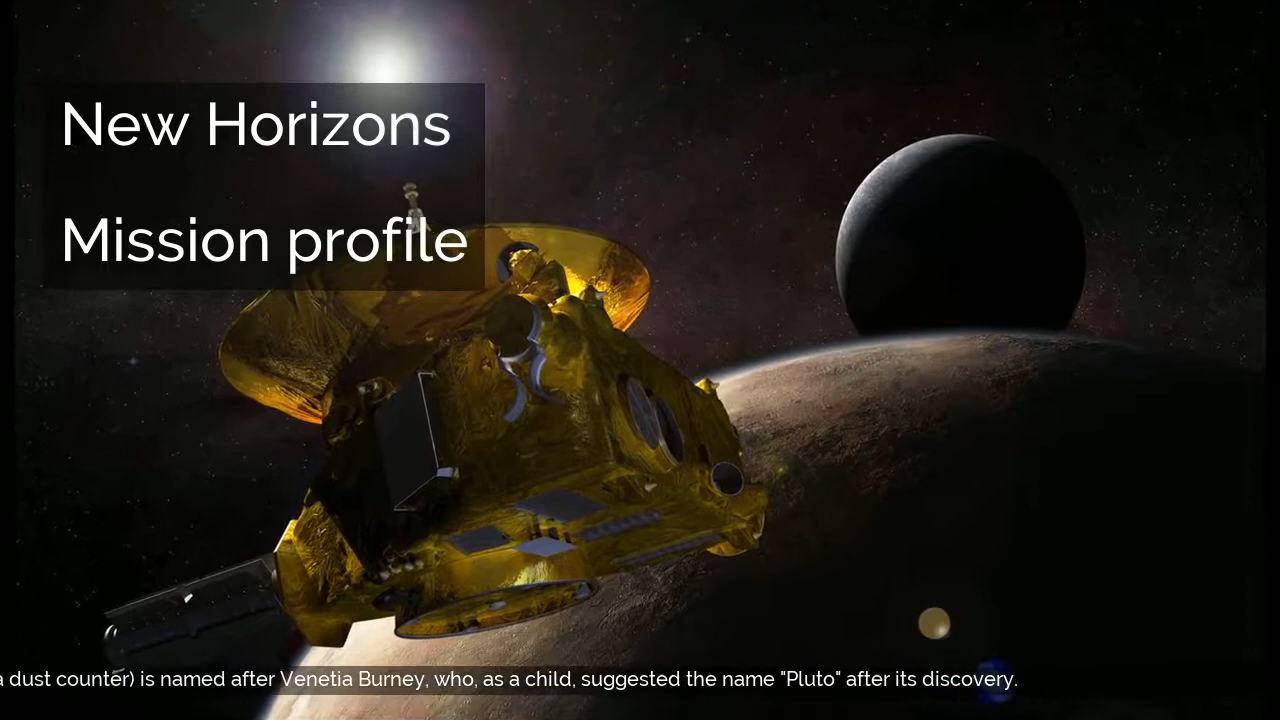 New Horizons
Mission profile
a dust counter) is named after Venetia Burney, who, as a child, suggested the name "Pluto" after its discovery.